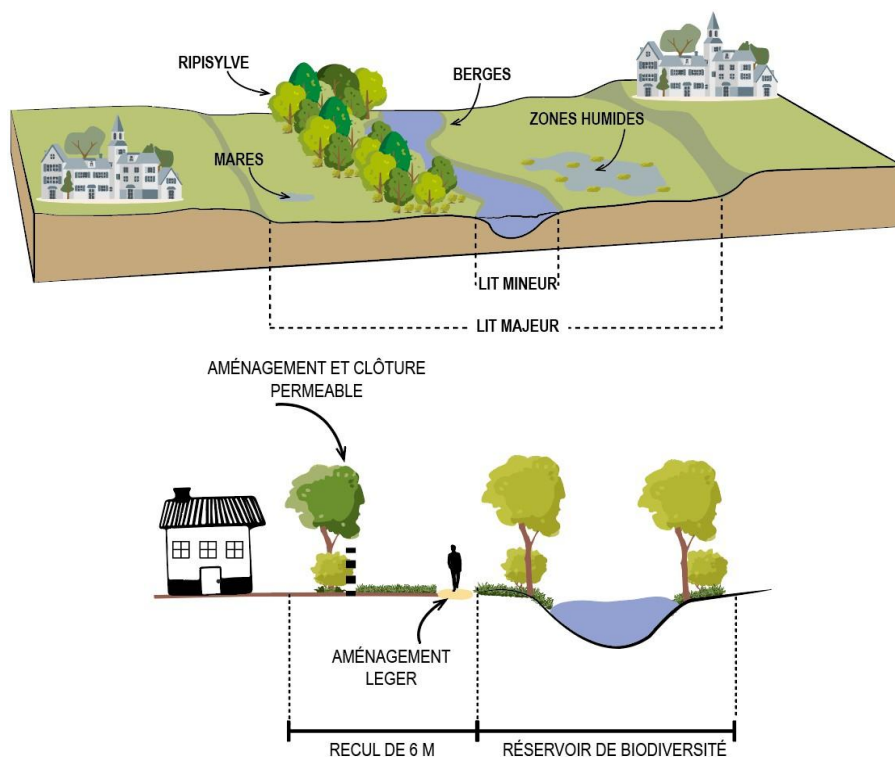 RIPISYLVE
BERGES
ZONES HUMIDES
MARES
LIT MINEUR
LIT MAJEUR
AMÉNAGEMENT ET CLÔTURE
PERMEABLE
AMÉNAGEMENT
LEGER
RECUL DE 6 M
RÉSERVOIR DE BIODIVERSITÉ